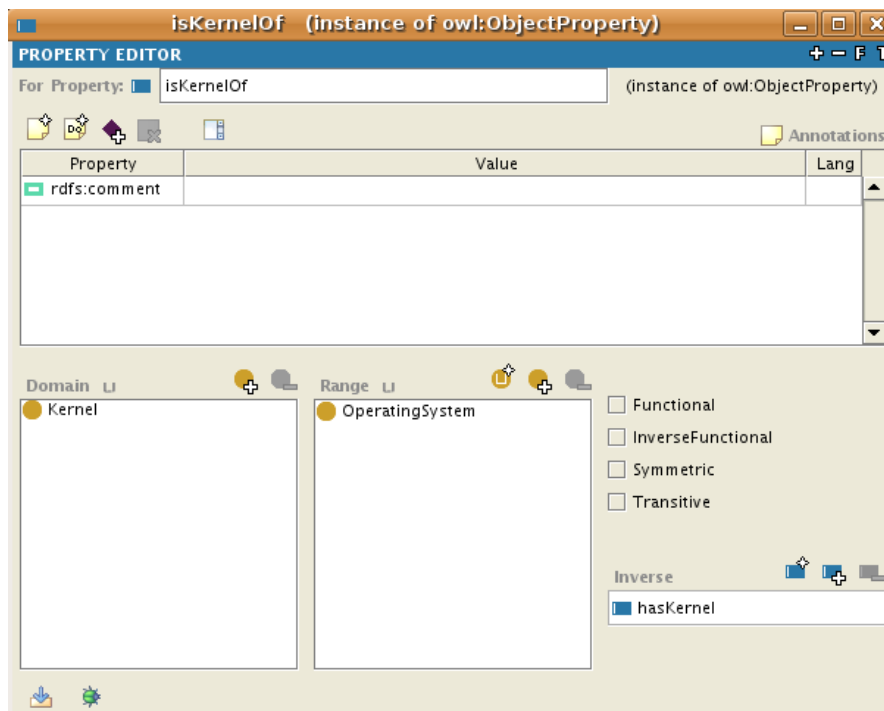 isKernelOf (instance of owl:ObjectProperty)
PROPERTY EDITOR
F
For Property: isKernelOf (instance of owl:ObjectProperty)
Annotations
Property Value Lang
rdfs:comment
Domain ⊔ Range ⊔
Kernel
OperatingSystem
Functional
InverseFunctional
Symmetric
Transitive
Inverse
hasKernel